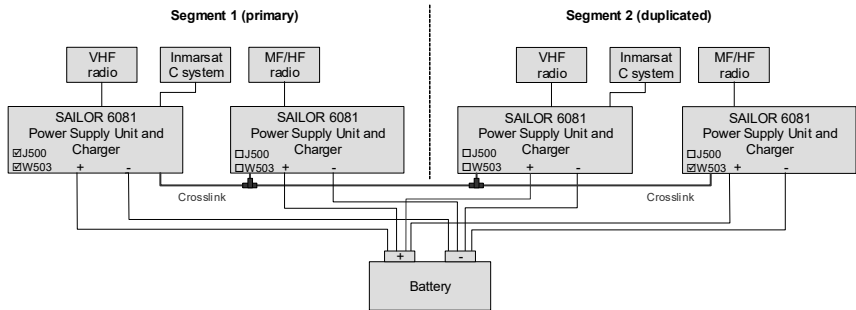 Segment 1 (primary)
Segment 2 (duplicated)
VHF
radio
Inmarsat
C system
MF/HF
radio
VHF
radio
Inmarsat
C system
MF/HF
radio
SAILOR 6081
Power Supply Unit and
Charger
☑J500
☑W503 + -
SAILOR 6081
Power Supply Unit and
Charger
☐J500
☐W503 + -
SAILOR 6081
Power Supply Unit and
Charger
☐J500
☐W503 + -
SAILOR 6081
Power Supply Unit and
Charger
☐J500
☑W503 + -
Crosslink
Crosslink
+ -
Battery